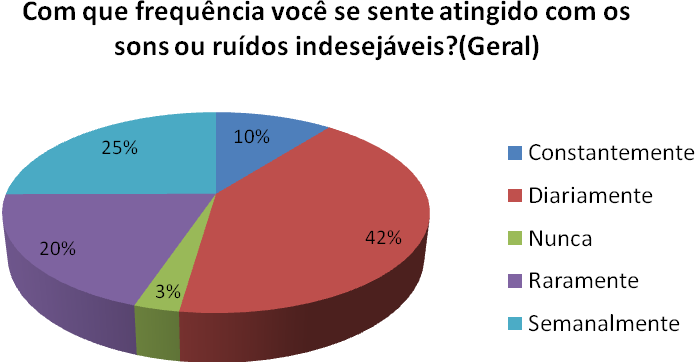 Com que frequência você se sente atingido com os
sons ou ruídos indesejáveis?(Geral)
10%
25%
42%
20%
3%
Constantemente
Diariamente
Nunca
Raramente
Semanalmente